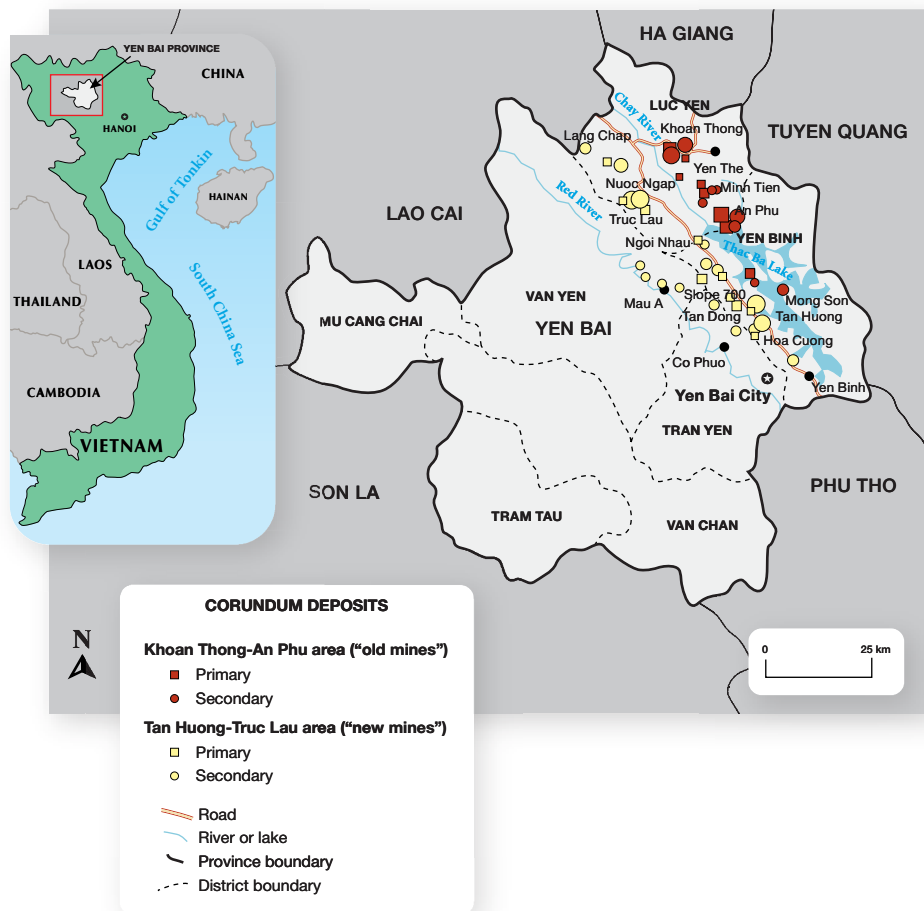 YEN BAI PROVINCE
CHINA
HANOI
Gulf of Tonkin
HAINAN
LAOS
THAILAND
South China Sea
CAMBODIA
VIETNAM
HA GIANG
TUYEN QUANG
LAO CAI
SON LA
PHU THO
LUC YEN
Chay River
Khoan Thong
Lang Chap
Yen The
Nuoc Ngap
Minh Tien
Red River
Truc Lau
An Phu
Ngoi Nhau
YEN BINH
Thac Ba Lake
VAN YEN
Mau A
Slope 700
Mong Son
MU CANG CHAI
YEN BAI
Tan Dong
Tan Huong
Hoa Cuong
Co Phuo
Yen Binh
Yen Bai City
TRAN YEN
TRAM TAU
VAN CHAN
N
0
25 km
CORUNDUM DEPOSITS
Khoan Thong-An Phu area (“old mines”)
Primary
Secondary
Tan Huong-Truc Lau area (“new mines”)
Primary
Secondary
Road
River or lake
Province boundary
District boundary